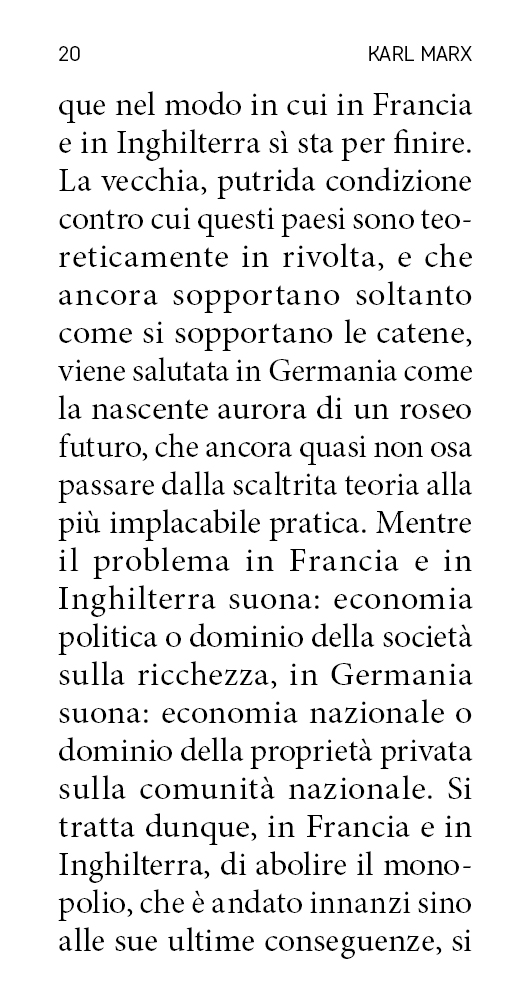 20 KARL MARX
que nel modo in cui in Francia
e in Inghilterra sì sta per finire.
La vecchia, putrida condizione
contro cui questi paesi sono teo-
reticamente in rivolta, e che
ancora sopportano soltanto
come si sopportano le catene,
viene salutata in Germania come
la nascente aurora di un roseo
futuro, che ancora quasi non osa
passare dalla scaltrita teoria alla
più implacabile pratica. Mentre
il problema in Francia e in
Inghilterra suona: economia
politica o dominio della società
sulla ricchezza, in Germania
suona: economia nazionale o
dominio della proprietà privata
sulla comunità nazionale. Si
tratta dunque, in Francia e in
Inghilterra, di abolire il mono-
polio, che è andato innanzi sino
alle sue ultime conseguenze, si